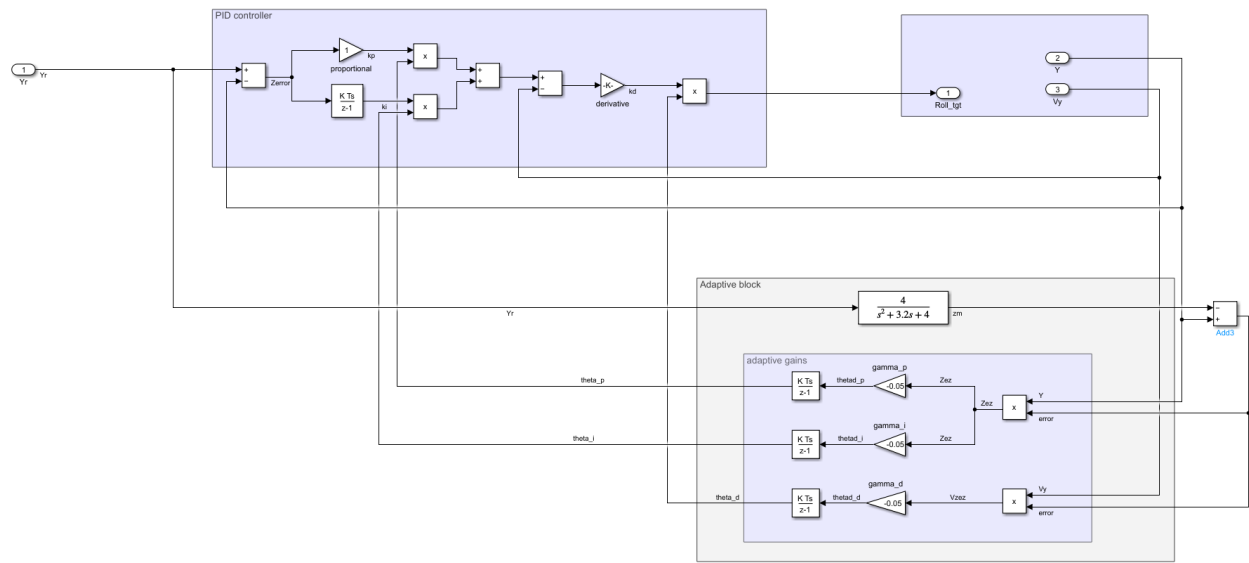 PID controller
1
Yr
Yr
+
−
Zerror
1
proportional
kp
x
K Ts
z-1
ki
x
+
+
+
−
-K-
derivative
kd
x
1
Roll_tgt
2
Y
3
Vy
Adaptive block
Yr
4
s² + 3.2s + 4
zm
−
+
Add3
adaptive gains
theta_p
K Ts
z-1
thetad_p
gamma_p
-0.05
Zez
Zez
x
Y
error
theta_i
K Ts
z-1
thetad_i
gamma_i
-0.05
Zez
theta_d
K Ts
z-1
thetad_d
gamma_d
-0.05
Vzez
x
Vy
error